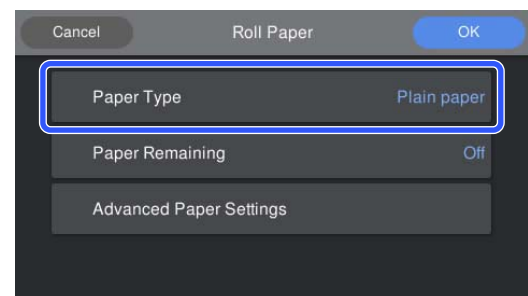 Cancel Roll Paper OK
Paper Type Plain paper
Paper Remaining Off
Advanced Paper Settings